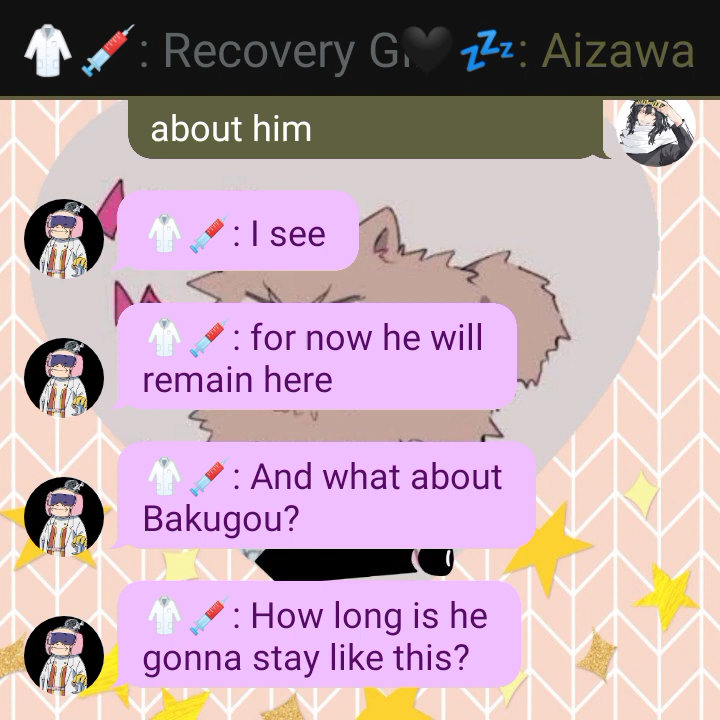 : Recovery G : Aizawa
about him
: I see
: for now he will
remain here
: And what about
Bakugou?
: How long is he
gonna stay like this?